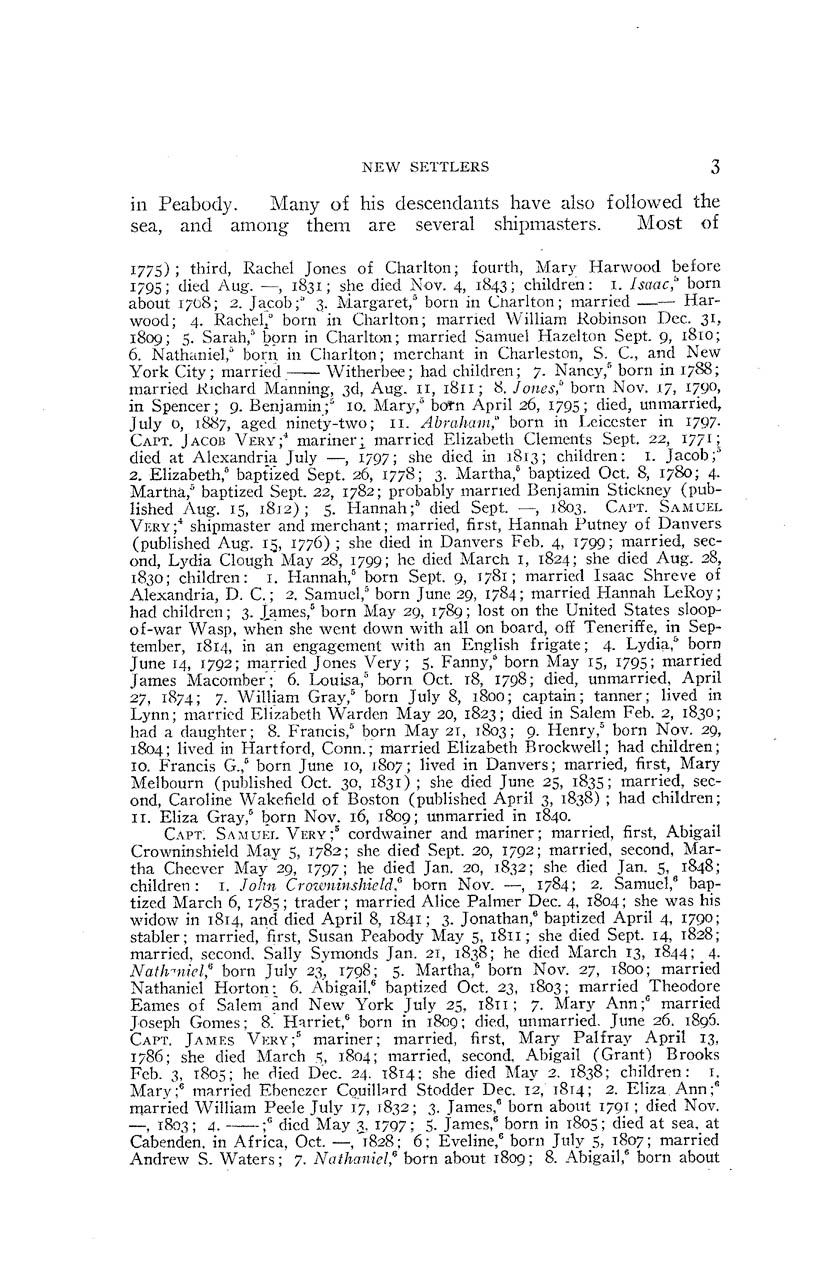 NEW SETTLERS 3
in Peabody. Many of his descendants have also followed the
sea, and among them are several shipmasters. Most of
1775) ; third, Rachel Jones of Charlton; fourth, Mary Harwood before
1795; died Aug. —, 1831; she died Nov. 4, 1843; children: 1. Isaac,⁵ born
about 1768; 2. Jacob;⁵ 3. Margaret,⁵ born in Charlton; married —— Har-
wood; 4. Rachel,⁵ born in Charlton; married William Robinson Dec. 31,
1809; 5. Sarah,⁵ born in Charlton; married Samuel Hazelton Sept. 9, 1810;
6. Nathaniel,⁵ born in Charlton; merchant in Charleston, S. C., and New
York City; married —— Witherbee; had children; 7. Nancy,⁵ born in 1788;
married Richard Manning, 3d, Aug. 11, 1811; 8. Jones,⁵ born Nov. 17, 1790,
in Spencer; 9. Benjamin;⁵ 10. Mary,⁵ born April 26, 1795; died, unmarried,
July 6, 1887, aged ninety-two; 11. Abraham,⁵ born in Leicester in 1797.
CAPT. JACOB VERY;⁴ mariner; married Elizabeth Clements Sept. 22, 1771;
died at Alexandria July —, 1797; she died in 1813; children: 1. Jacob;⁵
2. Elizabeth,⁵ baptized Sept. 26, 1778; 3. Martha,⁵ baptized Oct. 8, 1780; 4.
Martha,⁵ baptized Sept. 22, 1782; probably married Benjamin Stickney (pub-
lished Aug. 15, 1812) ; 5. Hannah;⁵ died Sept. —, 1803. CAPT. SAMUEL
VERY;⁴ shipmaster and merchant; married, first, Hannah Putney of Danvers
(published Aug. 15, 1776) ; she died in Danvers Feb. 4, 1799; married, sec-
ond, Lydia Clough May 28, 1799; he died March 1, 1824; she died Aug. 28,
1830; children: 1. Hannah,⁵ born Sept. 9, 1781; married Isaac Shreve of
Alexandria, D. C.; 2. Samuel,⁵ born June 29, 1784; married Hannah LeRoy;
had children; 3. James,⁵ born May 29, 1789; lost on the United States sloop-
of-war Wasp, when she went down with all on board, off Teneriffe, in Sep-
tember, 1814, in an engagement with an English frigate; 4. Lydia,⁵ born
June 14, 1792; married Jones Very; 5. Fanny,⁵ born May 15, 1795; married
James Macomber; 6. Louisa,⁵ born Oct. 18, 1798; died, unmarried, April
27, 1874; 7. William Gray,⁵ born July 8, 1800; captain; tanner; lived in
Lynn; married Elizabeth Warden May 20, 1823; died in Salem Feb. 2, 1830;
had a daughter; 8. Francis,⁵ born May 21, 1803; 9. Henry,⁵ born Nov. 29,
1804; lived in Hartford, Conn.; married Elizabeth Brockwell; had children;
10. Francis G.,⁵ born June 10, 1807; lived in Danvers; married, first, Mary
Melbourn (published Oct. 30, 1831) ; she died June 25, 1835; married, sec-
ond, Caroline Wakefield of Boston (published April 3, 1838) ; had children;
11. Eliza Gray,⁵ born Nov. 16, 1809; unmarried in 1840.
CAPT. SAMUEL VERY;⁵ cordwainer and mariner; married, first, Abigail
Crowninshield May 5, 1782; she died Sept. 20, 1792; married, second, Mar-
tha Cheever May 29, 1797; he died Jan. 20, 1832; she died Jan. 5, 1848;
children: 1. John Crowninshield,⁶ born Nov. —, 1784; 2. Samuel,⁶ bap-
tized March 6, 1785; trader; married Alice Palmer Dec. 4, 1804; she was his
widow in 1814, and died April 8, 1841; 3. Jonathan,⁶ baptized April 4, 1790;
stabler; married, first, Susan Peabody May 5, 1811; she died Sept. 14, 1828;
married, second, Sally Symonds Jan. 21, 1838; he died March 13, 1844; 4.
Nathaniel,⁶ born July 23, 1798; 5. Martha,⁶ born Nov. 27, 1800; married
Nathaniel Horton; 6. Abigail,⁶ baptized Oct. 23, 1803; married Theodore
Eames of Salem and New York July 25, 1811; 7. Mary Ann;⁶ married
Joseph Gomes; 8. Harriet,⁶ born in 1809; died, unmarried. June 26. 1896.
CAPT. JAMES VERY;⁵ mariner; married, first, Mary Palfray April 13,
1786; she died March 5, 1804; married, second, Abigail (Grant) Brooks
Feb. 3, 1805; he died Dec. 24. 1814; she died May 2. 1838; children: 1.
Mary;⁶ married Ebenezer Couillard Stodder Dec. 12, 1814; 2. Eliza Ann;⁶
married William Peele July 17, 1832; 3. James,⁶ born about 1791; died Nov.
—, 1803; 4. ——;⁶ died May 3, 1797; 5. James,⁶ born in 1805; died at sea, at
Cabenden. in Africa, Oct. —, 1828; 6; Eveline,⁶ born July 5, 1807; married
Andrew S. Waters; 7. Nathaniel,⁶ born about 1809; 8. Abigail,⁶ born about